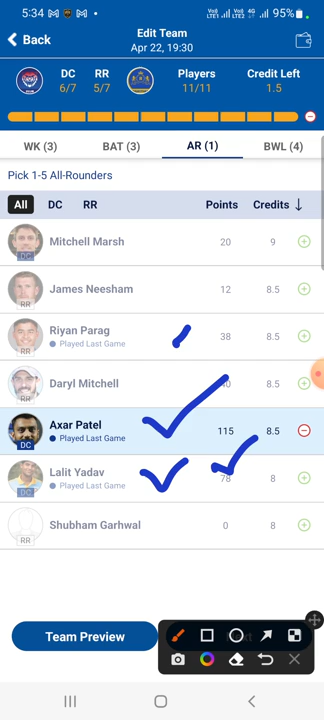 5:34 95%
Back Edit Team
Apr 22, 19:30
DC RR Players Credit Left
6/7 5/7 11/11 1.5
WK (3) BAT (3) AR (1) BWL (4)
Pick 1-5 All-Rounders
All DC RR Points Credits ↓
Mitchell Marsh 20 9
DC
James Neesham 12 8.5
RR
Riyan Parag 38 8.5
Played Last Game
RR
Daryl Mitchell 8.5
RR
Axar Patel 115 8.5
Played Last Game
DC
Lalit Yadav 78 8
Played Last Game
DC
Shubham Garhwal 0 8
RR
Team Preview